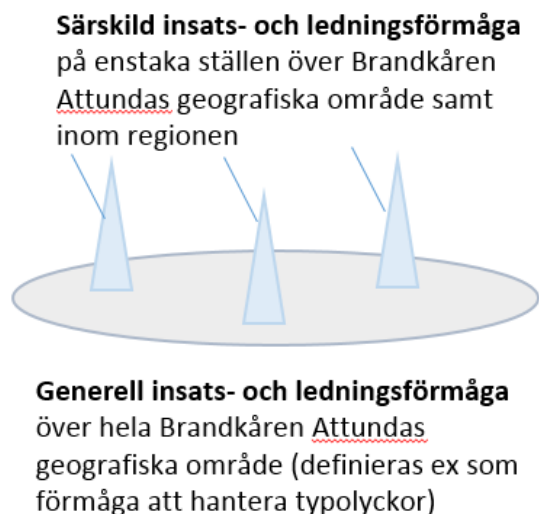 Särskild insats- och ledningsförmåga
på enstaka ställen över Brandkåren
Attundas geografiska område samt
inom regionen
Generell insats- och ledningsförmåga
över hela Brandkåren Attundas
geografiska område (definieras ex som
förmåga att hantera typolyckor)